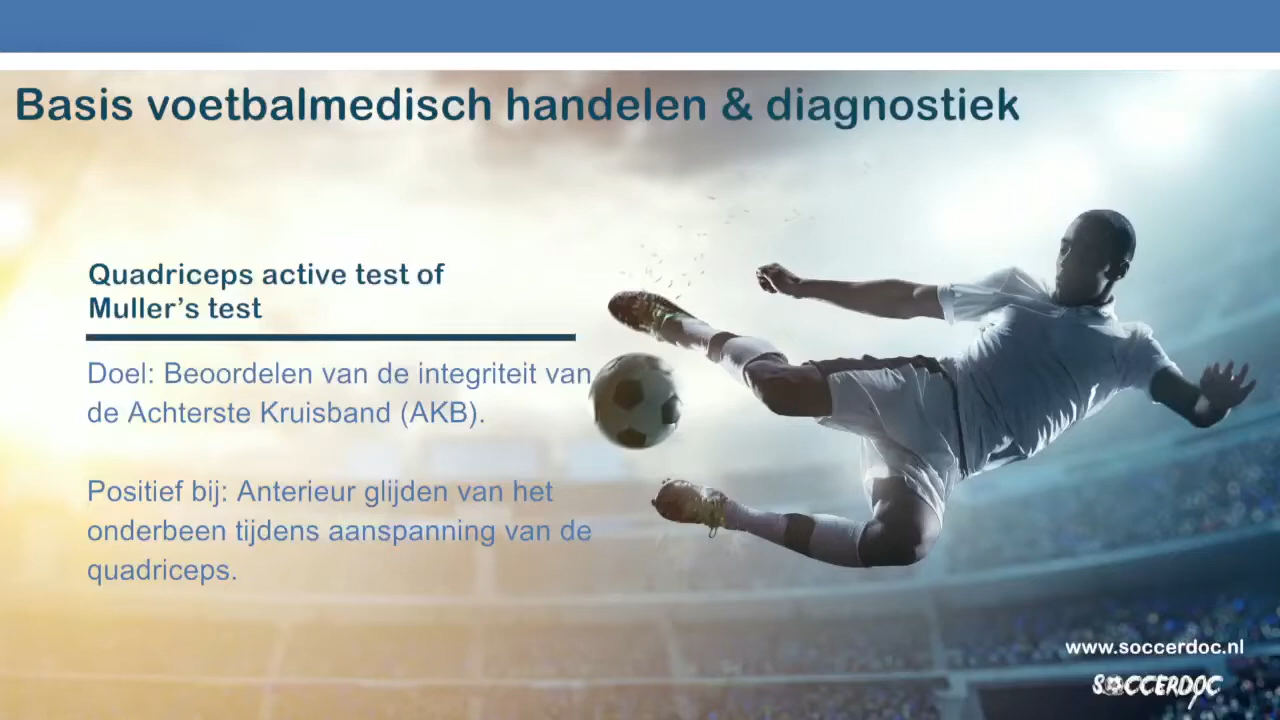 Basis voetbalmedisch handelen & diagnostiek
Quadriceps active test of
Muller’s test
Doel: Beoordelen van de integriteit van
de Achterste Kruisband (AKB).
Positief bij: Anterieur glijden van het
onderbeen tijdens aanspanning van de
quadriceps.
www.soccerdoc.nl
SOCCERDOC